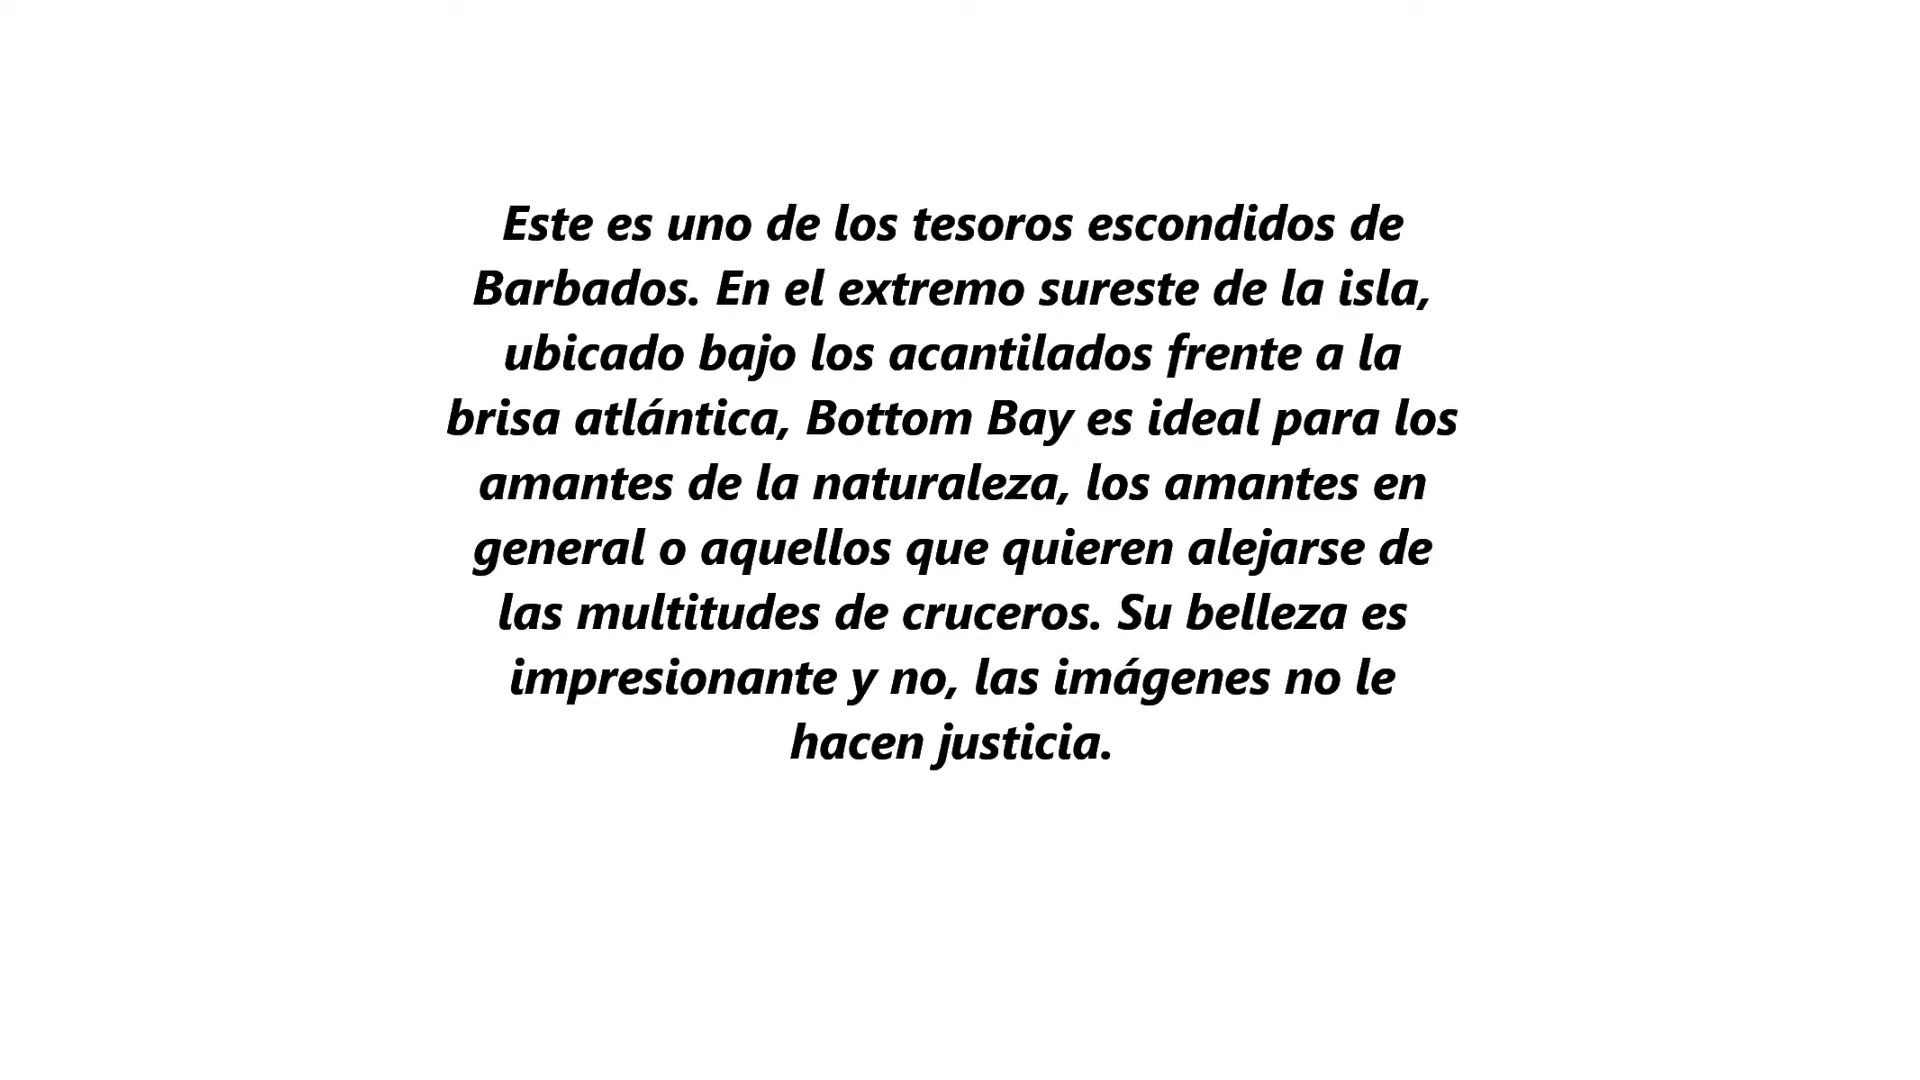 Este es uno de los tesoros escondidos de
Barbados. En el extremo sureste de la isla,
ubicado bajo los acantilados frente a la
brisa atlántica, Bottom Bay es ideal para los
amantes de la naturaleza, los amantes en
general o aquellos que quieren alejarse de
las multitudes de cruceros. Su belleza es
impresionante y no, las imágenes no le
hacen justicia.